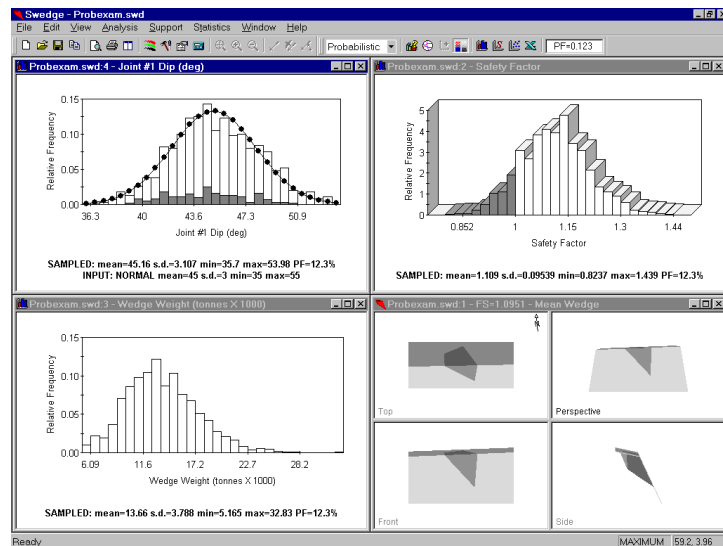 Swedge - Probexam.swd
File Edit View Analysis Support Statistics Window Help
Probabilistic PF=0.123
Probexam.swd:4 - Joint #1 Dip (deg)
Relative Frequency
0.15
0.10
0.05
0.00
36.3 40 43.6 47.3 50.9
Joint #1 Dip (deg)
SAMPLED: mean=45.16 s.d.=3.107 min=35.7 max=53.98 PF=12.3%
INPUT: NORMAL mean=45 s.d.=3 min=35 max=55
Probexam.swd:2 - Safety Factor
Relative Frequency
5
4
3
2
1
0
0.852 1 1.15 1.3 1.44
Safety Factor
SAMPLED: mean=1.109 s.d.=0.09539 min=0.8237 max=1.439 PF=12.3%
Probexam.swd:3 - Wedge Weight (tonnes X 1000)
Relative Frequency
0.15
0.10
0.05
0.00
6.09 11.6 17.2 22.7 28.2
Wedge Weight (tonnes X 1000)
SAMPLED: mean=13.66 s.d.=3.788 min=5.165 max=32.83 PF=12.3%
Probexam.swd:1 - FS=1.0951 - Mean Wedge
N
Top
Perspective
Front
Side
Ready MAXIMUM 59.2, 3.96